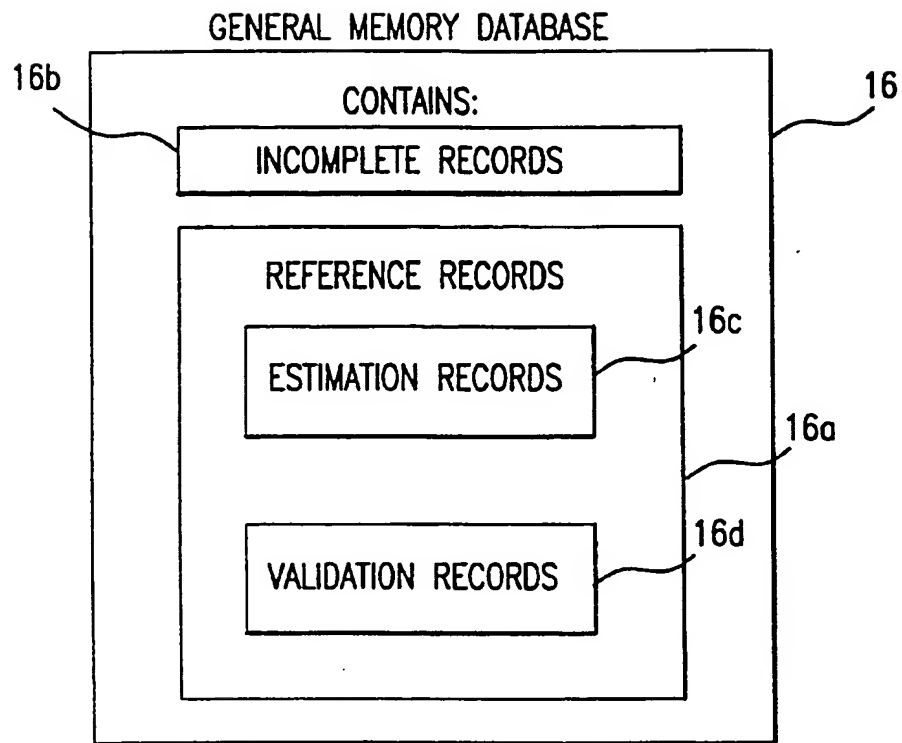 GENERAL MEMORY DATABASE
16b
16
CONTAINS:
INCOMPLETE RECORDS
REFERENCE RECORDS
16c
ESTIMATION RECORDS
16a
16d
VALIDATION RECORDS